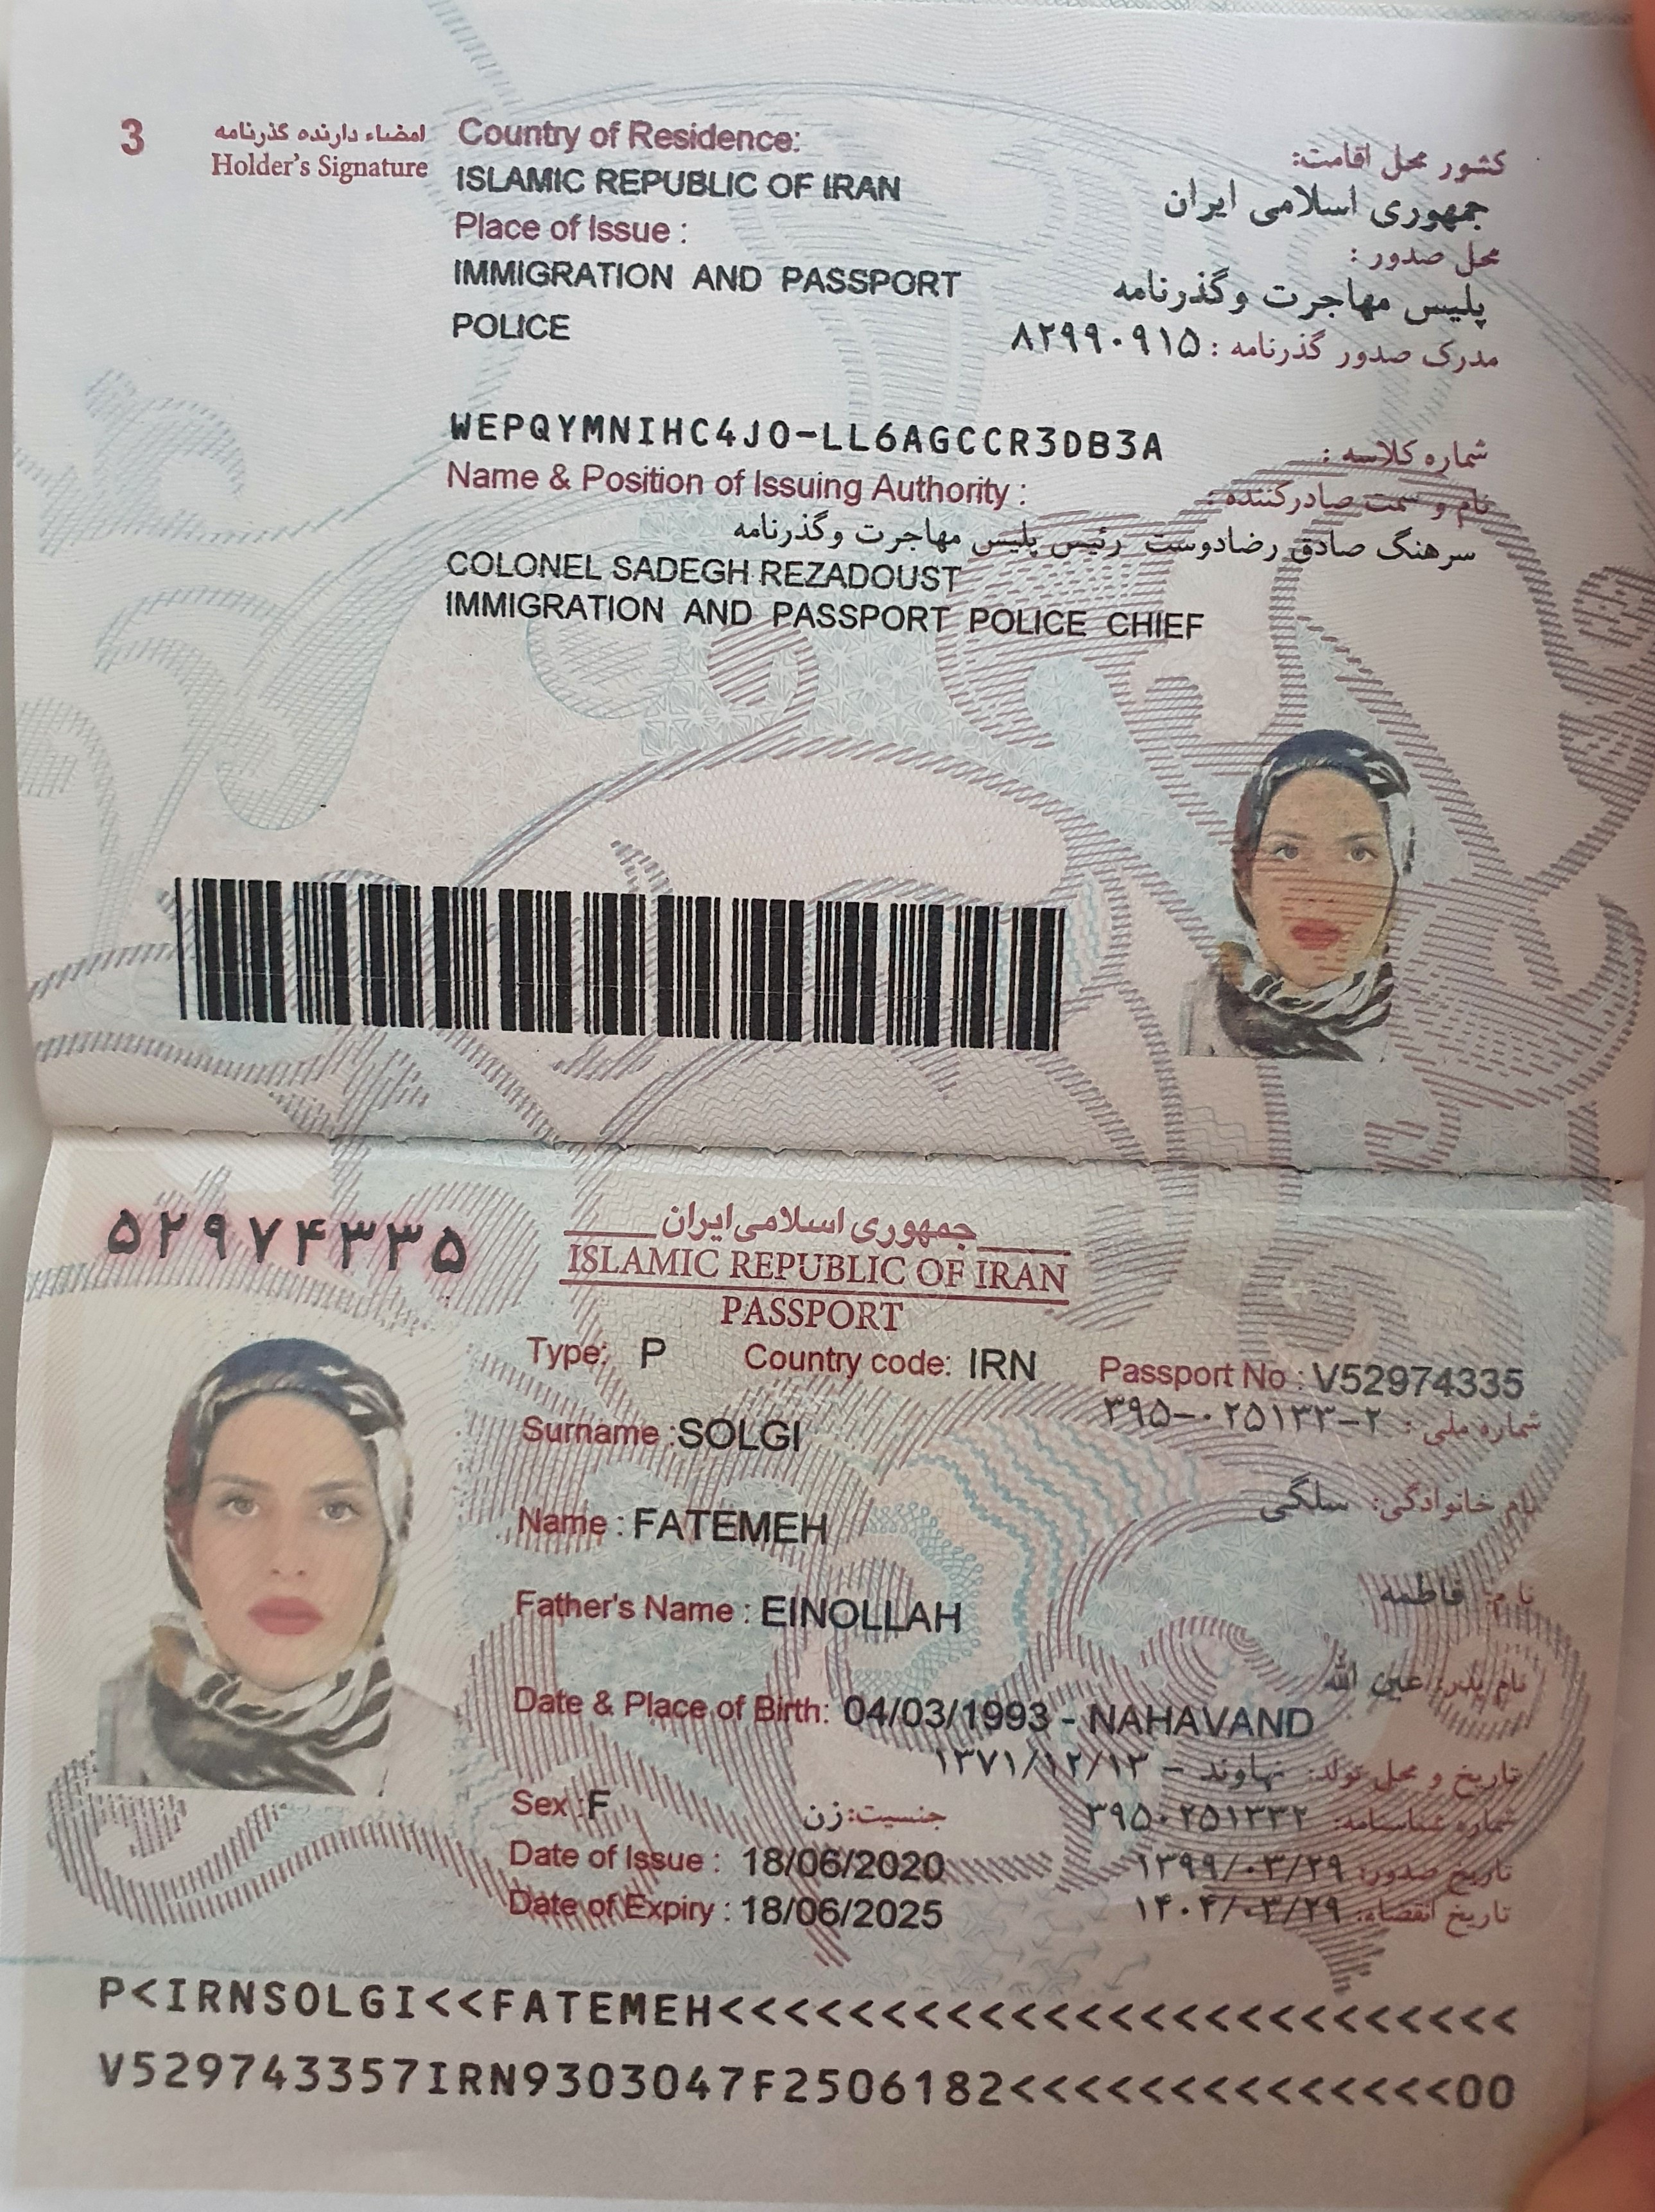 3
امضاء دارنده گذرنامه
Holder's Signature
Country of Residence:
کشور محل اقامت:
ISLAMIC REPUBLIC OF IRAN
جمهوری اسلامی ایران
Place of Issue :
محل صدور :
IMMIGRATION AND PASSPORT
POLICE
پلیس مهاجرت وگذرنامه
مدرک صدور گذرنامه : ۸۲۹۹۰۹۱۵
WEPQYMNIHC4JO-LL6AGCCR3DB3A
شماره کلاسه :
Name & Position of Issuing Authority :
نام و سمت صادرکننده :
سرهنگ صادق رضادوست رئیس پلیس مهاجرت وگذرنامه
COLONEL SADEGH REZADOUST
IMMIGRATION AND PASSPORT POLICE CHIEF
۵۲۹۷۴۳۳۵
جمهوری اسلامی ایران
ISLAMIC REPUBLIC OF IRAN
PASSPORT
Type: P Country code: IRN Passport No : V52974335
شماره ملی : ۳۹۵-۰۲۵۱۳۳-۲
Surname :SOLGI
نام خانوادگی: سلگی
Name : FATEMEH
نام: فاطمه
Father's Name : EINOLLAH
نام پدر: عین الله
Date & Place of Birth: 04/03/1993 - NAHAVAND
تاریخ و محل تولد: نهاوند - ۱۳۷۱/۱۲/۱۳
Sex :F
جنسیت: زن
شماره شناسنامه: ۳۹۵۰۲۵۱۳۳۲
Date of Issue : 18/06/2020
تاریخ صدور: ۱۳۹۹/۰۳/۲۹
Date of Expiry : 18/06/2025
تاریخ انقضاء: ۱۴۰۴/۰۳/۲۹
P<IRNSOLGI<<FATEMEH<<<<<<<<<<<<<<<<<<<<<<<<<
V529743357IRN9303047F2506182<<<<<<<<<<<<<<00